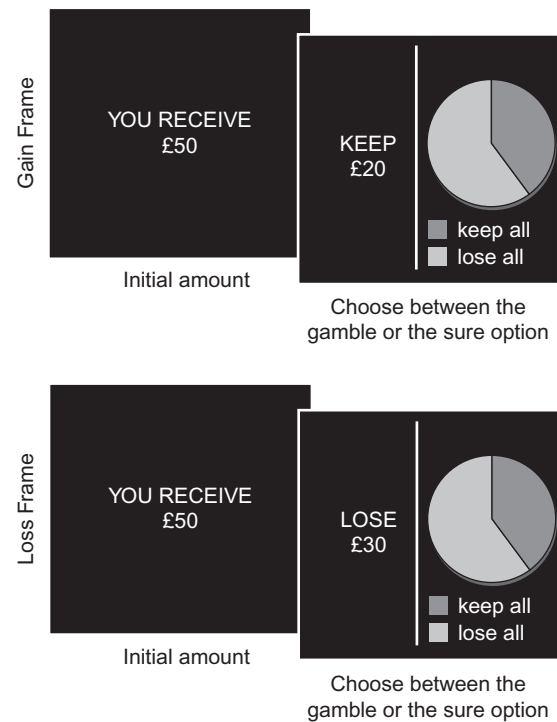 Gain Frame
YOU RECEIVE
£50
Initial amount
KEEP
£20
keep all
lose all
Choose between the
gamble or the sure option
Loss Frame
YOU RECEIVE
£50
Initial amount
LOSE
£30
keep all
lose all
Choose between the
gamble or the sure option